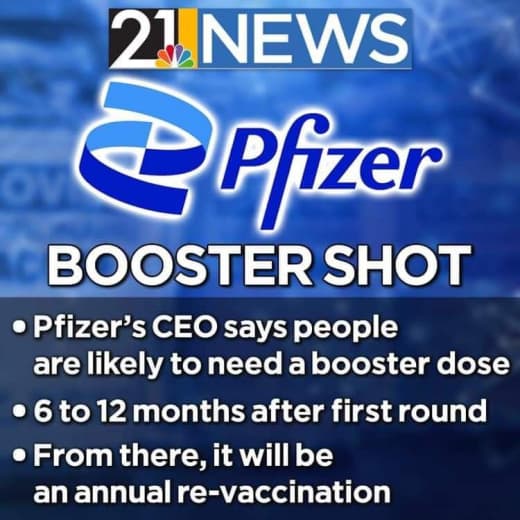 21 NEWS
Pfizer
BOOSTER SHOT
• Pfizer's CEO says people
are likely to need a booster dose
• 6 to 12 months after first round
• From there, it will be
an annual re-vaccination